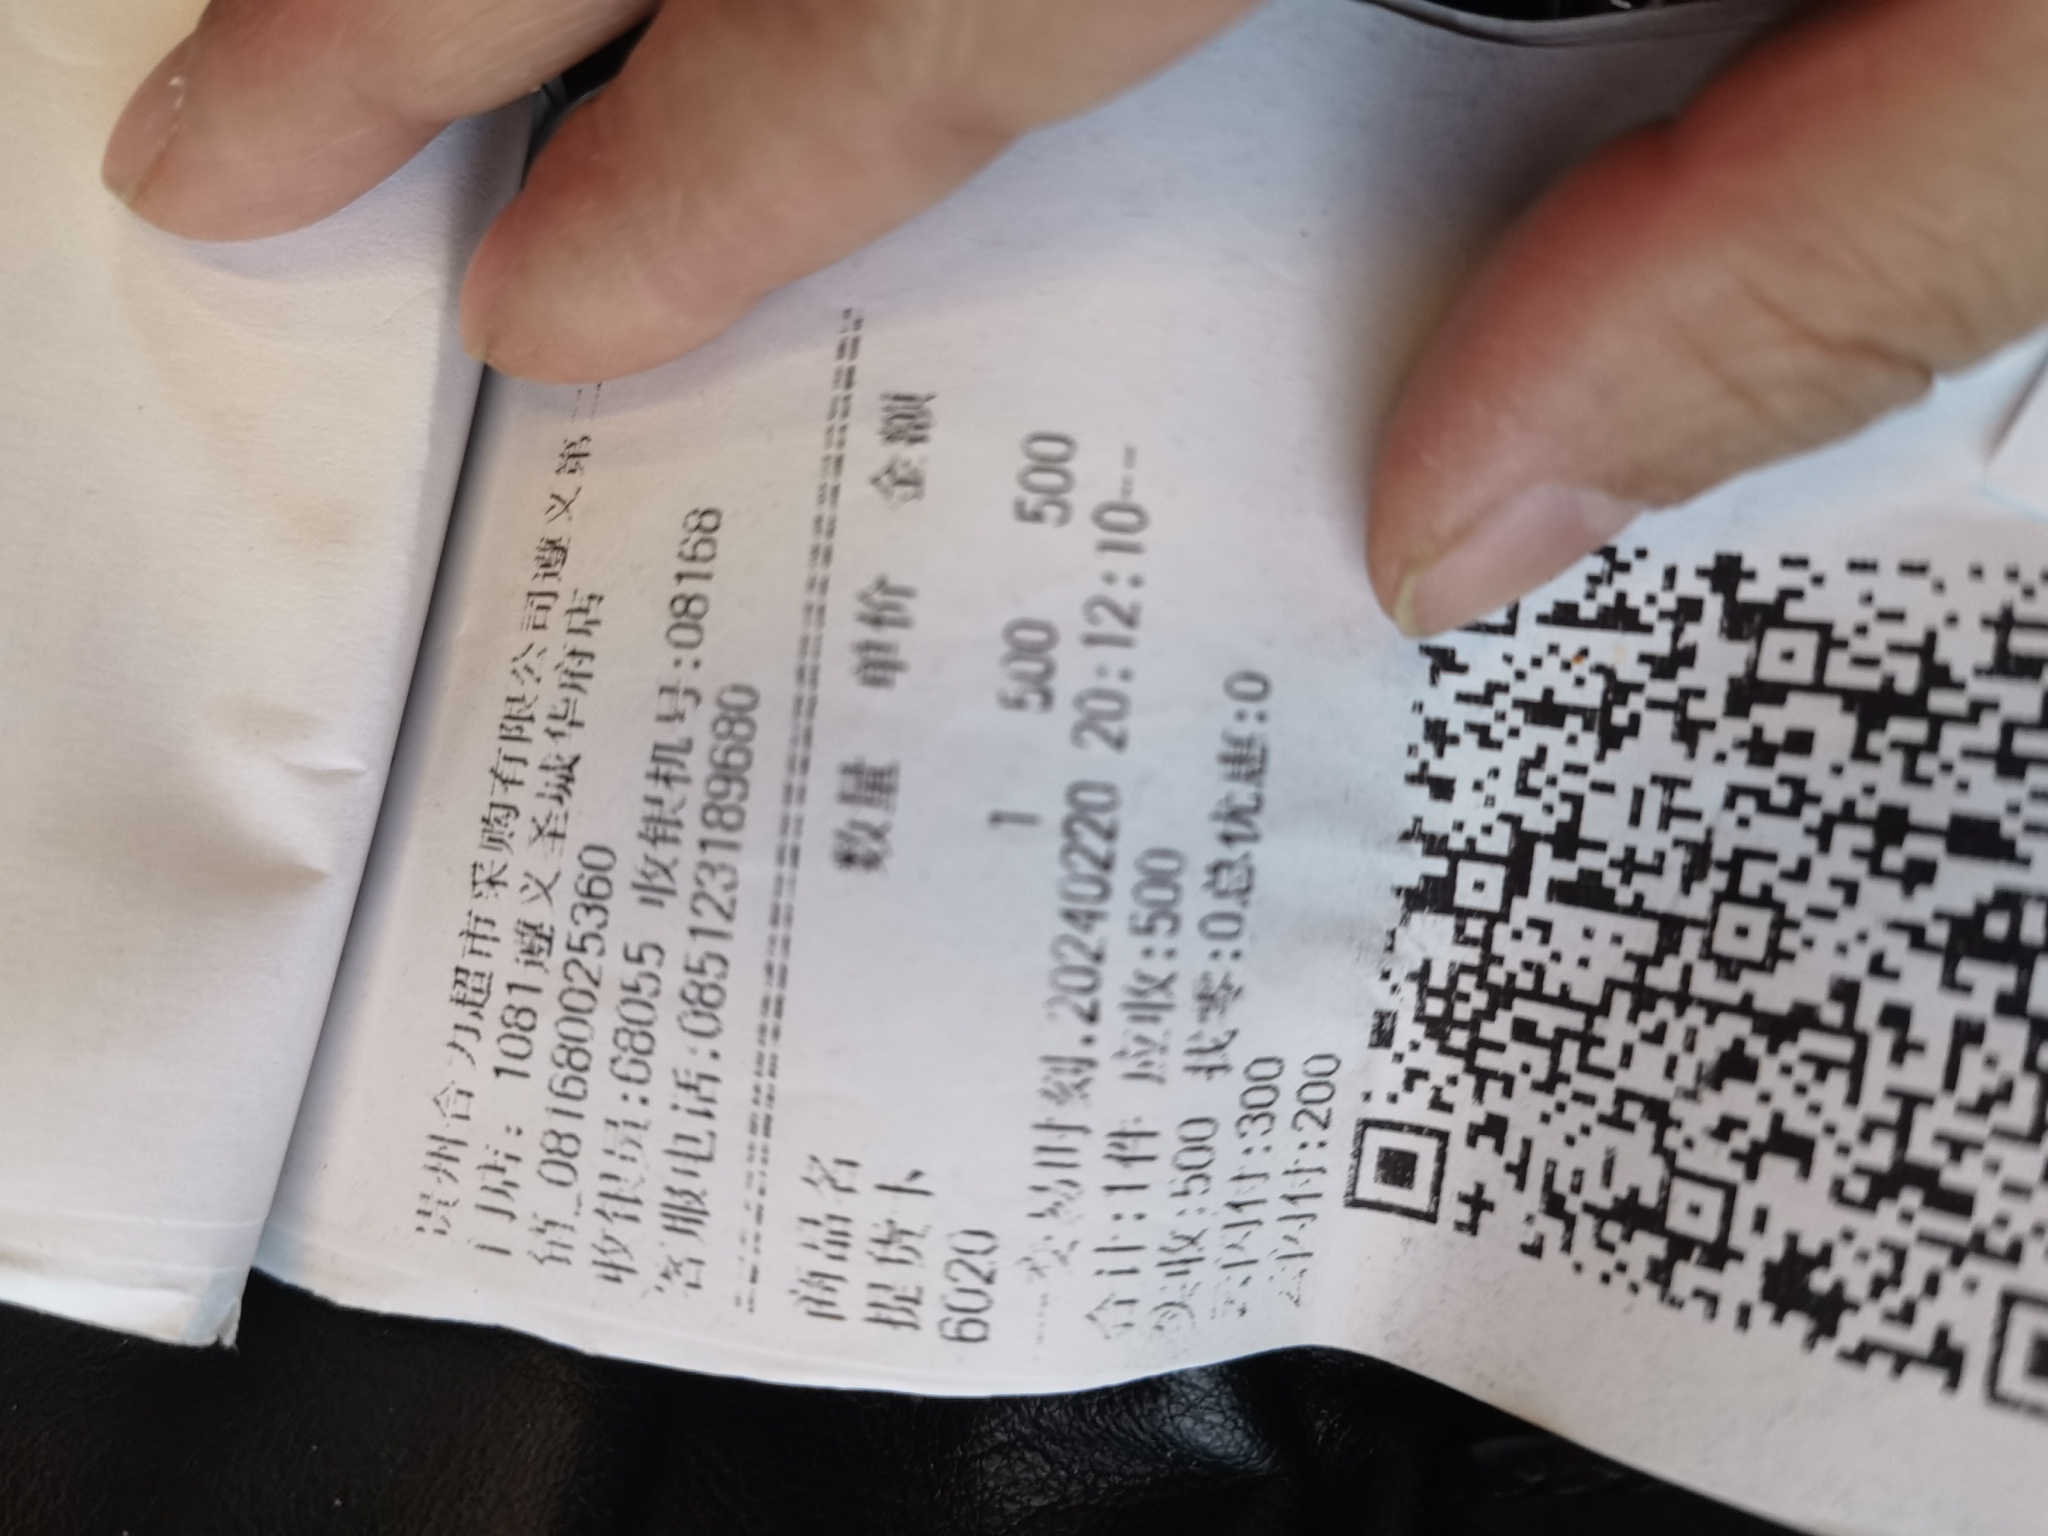 贵州合力超市采购有限公司遵义第二
门店: 1081遵义圣城华府店
销_0816800025360
收银员:68055 收银机号:08168
客服电话:085123189680
商品名 数量 单价 金额
提货卡
6020 1 500 500
---交易时刻.20240220 20:12:10--
合计:1件 应收:500
实收:500 找零:0总优惠:0
云闪付:300
云闪付:200